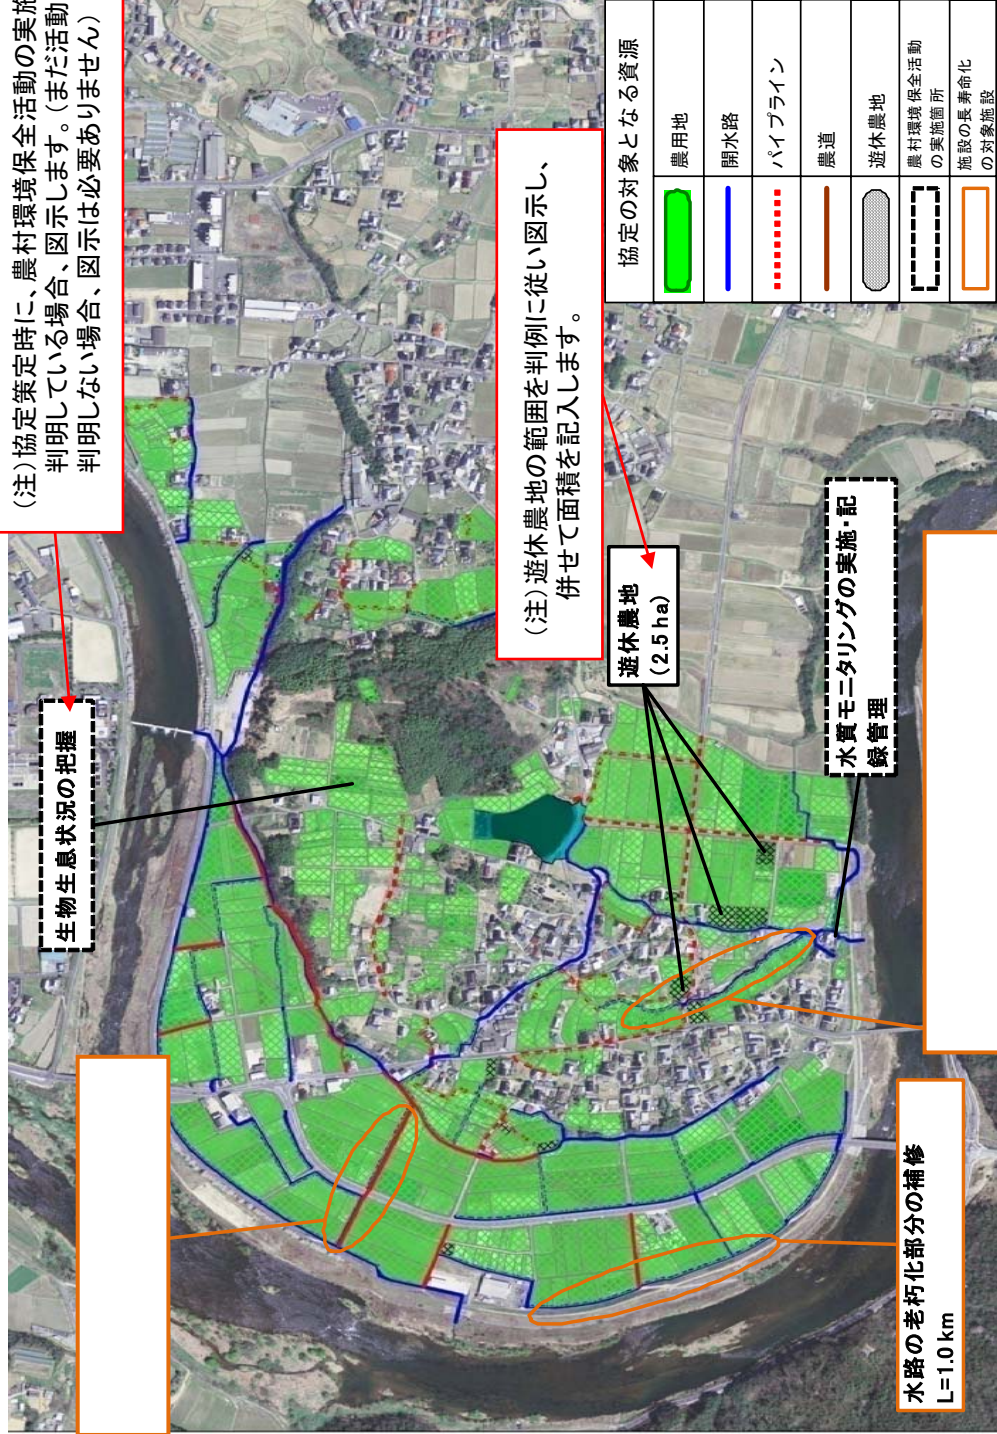 (注)協定策定時に、農村環境保全活動の実施
判明している場合、図示します。(まだ活動
判明しない場合、図示は必要ありません)
生物生息状況の把握
(注)遊休農地の範囲を判例に従い図示し、
併せて面積を記入します。
遊休農地
(2.5 ha)
水質モニタリングの実施・記
録管理
水路の老朽化部分の補修
L=1.0 km
協定の対象となる資源
農用地
開水路
パイプライン
農道
遊休農地
農村環境保全活動
の実施箇所
施設の長寿命化
の対象施設